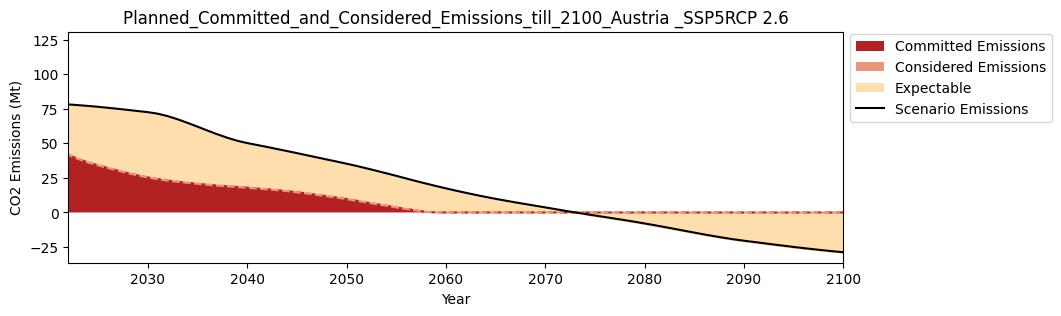 Planned_Committed_and_Considered_Emissions_till_2100_Austria _SSP5RCP 2.6
CO2 Emissions (Mt)
125
100
75
50
25
0
−25
2030 2040 2050 2060 2070 2080 2090 2100
Year
Committed Emissions
Considered Emissions
Expectable
Scenario Emissions